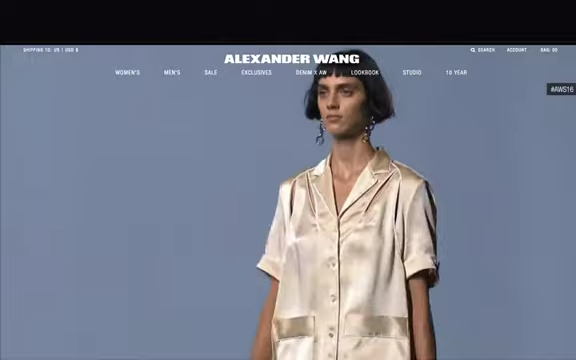 SHIPPING TO: US | USD $
SEARCH
ACCOUNT
BAG: 00
ALEXANDER WANG
WOMEN'S
MEN'S
SALE
EXCLUSIVES
DENIM X AW
LOOKBOOK
STUDIO
10 YEAR
#AWS16